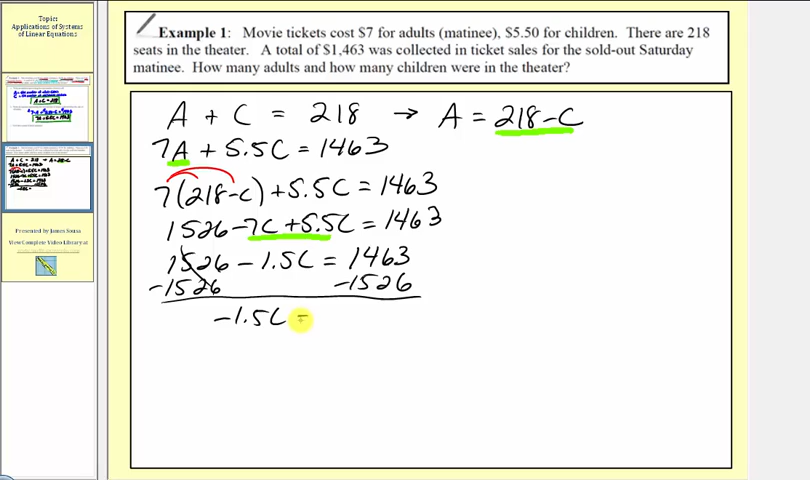 Topic:
Applications of Systems
of Linear Equations
Presented by James Sousa
View Complete Video Library at
Example 1: Movie tickets cost $7 for adults (matinee), $5.50 for children. There are 218
seats in the theater. A total of $1,463 was collected in ticket sales for the sold-out Saturday
matinee. How many adults and how many children were in the theater?
A + C = 218 → A = 218-C
7A + 5.5C = 1463
7(218-C) + 5.5C = 1463
1526 - 7C + 5.5C = 1463
1526 - 1.5C = 1463
-1526 -1526
-1.5C =